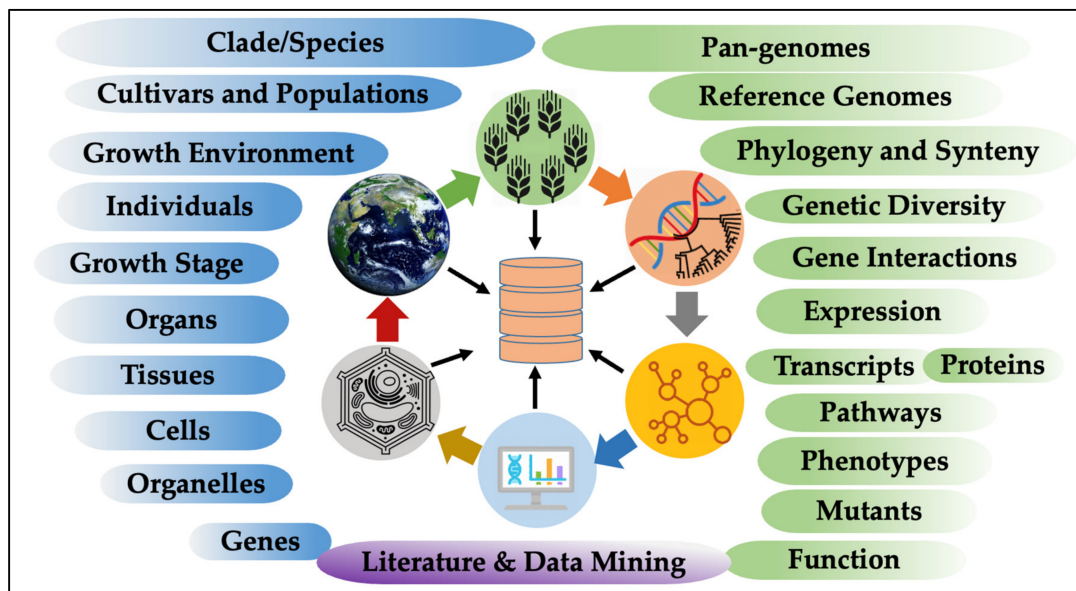 Clade/Species
Cultivars and Populations
Growth Environment
Individuals
Growth Stage
Organs
Tissues
Cells
Organelles
Genes
Literature & Data Mining
Pan-genomes
Reference Genomes
Phylogeny and Synteny
Genetic Diversity
Gene Interactions
Expression
Transcripts Proteins
Pathways
Phenotypes
Mutants
Function